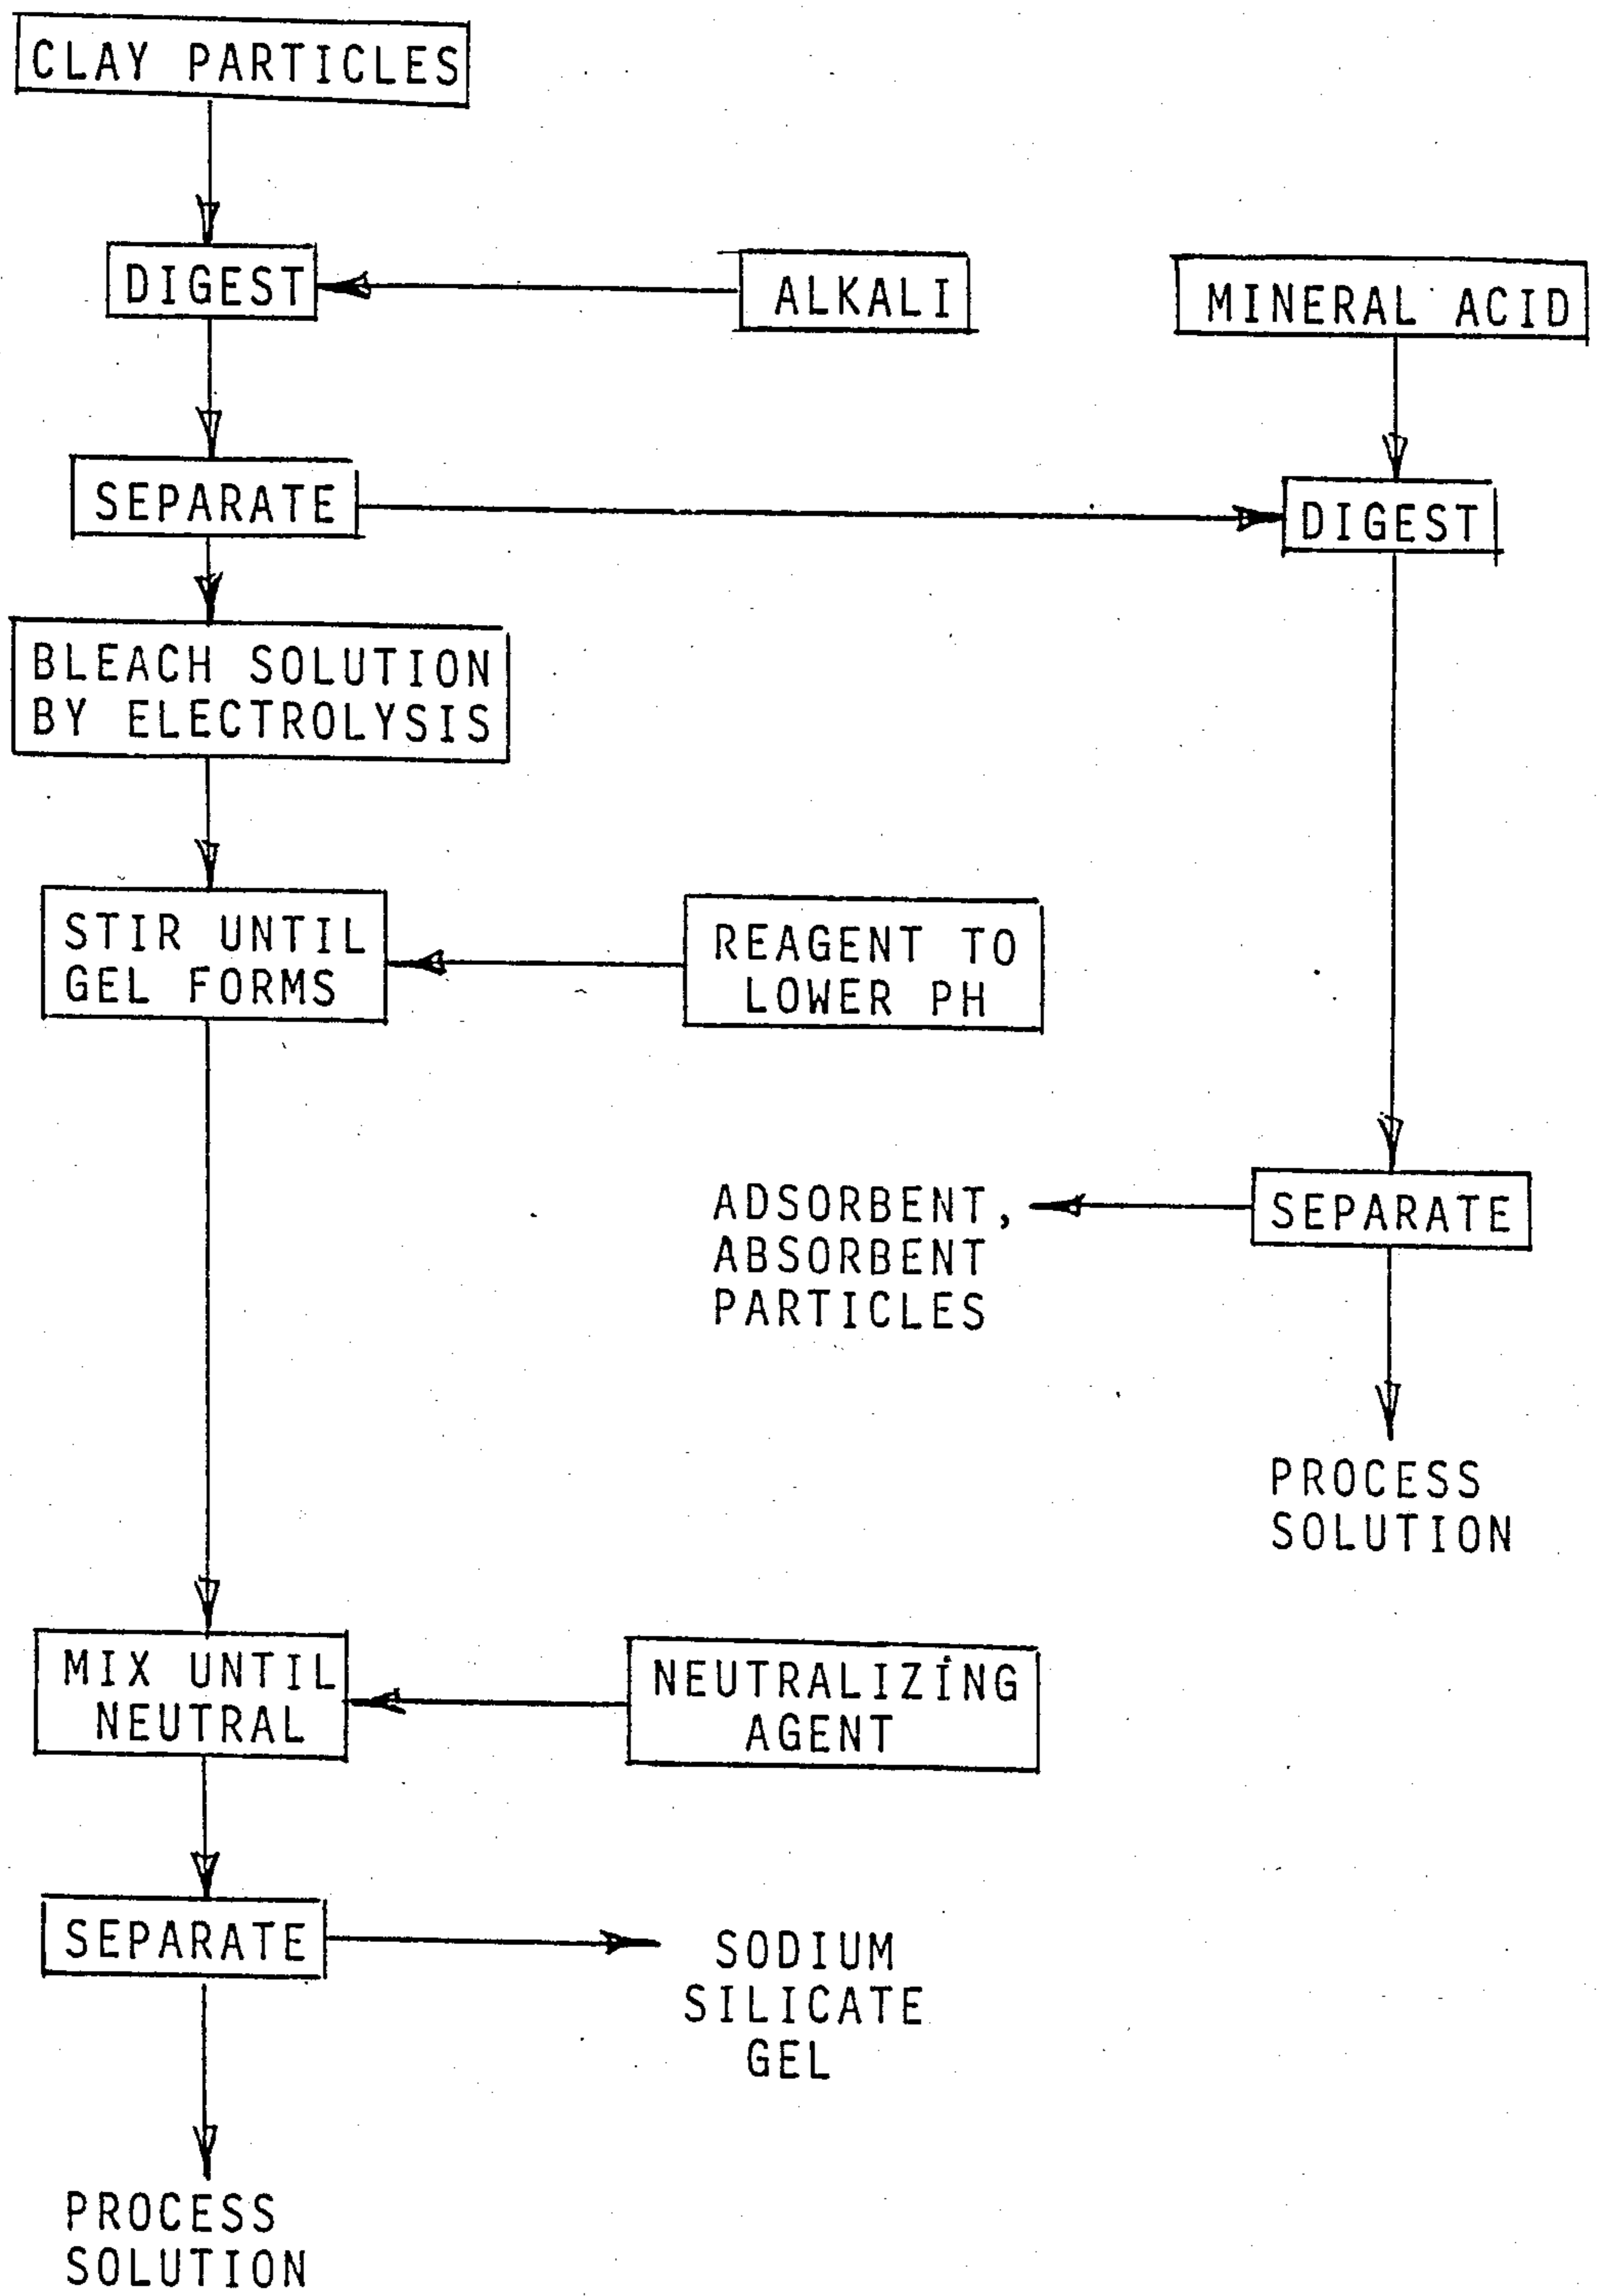 CLAY PARTICLES
DIGEST
ALKALI
MINERAL ACID
SEPARATE
DIGEST
BLEACH SOLUTION
BY ELECTROLYSIS
STIR UNTIL
GEL FORMS
REAGENT TO
LOWER PH
ADSORBENT,
ABSORBENT
PARTICLES
SEPARATE
PROCESS
SOLUTION
MIX UNTIL
NEUTRAL
NEUTRALIZING
AGENT
SEPARATE
SODIUM
SILICATE
GEL
PROCESS
SOLUTION